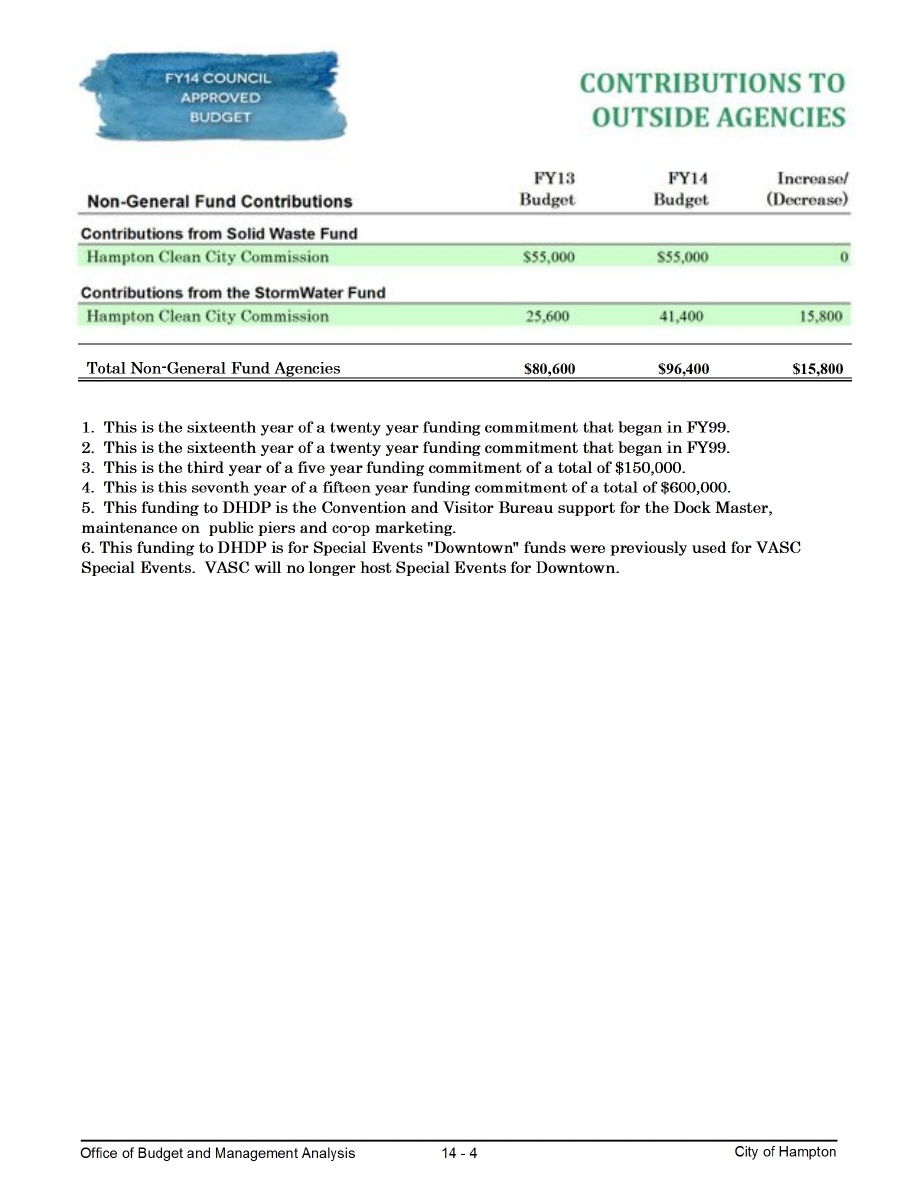 FY14 COUNCIL
APPROVED
BUDGET
CONTRIBUTIONS TO
OUTSIDE AGENCIES
Non-General Fund Contributions FY13 Budget FY14 Budget Increase/ (Decrease)
Contributions from Solid Waste Fund
Hampton Clean City Commission $55,000 $55,000 0
Contributions from the StormWater Fund
Hampton Clean City Commission 25,600 41,400 15,800
Total Non-General Fund Agencies $80,600 $96,400 $15,800
1. This is the sixteenth year of a twenty year funding commitment that began in FY99.
2. This is the sixteenth year of a twenty year funding commitment that began in FY99.
3. This is the third year of a five year funding commitment of a total of $150,000.
4. This is this seventh year of a fifteen year funding commitment of a total of $600,000.
5. This funding to DHDP is the Convention and Visitor Bureau support for the Dock Master,
maintenance on public piers and co-op marketing.
6. This funding to DHDP is for Special Events "Downtown" funds were previously used for VASC
Special Events. VASC will no longer host Special Events for Downtown.
Office of Budget and Management Analysis 14 - 4 City of Hampton